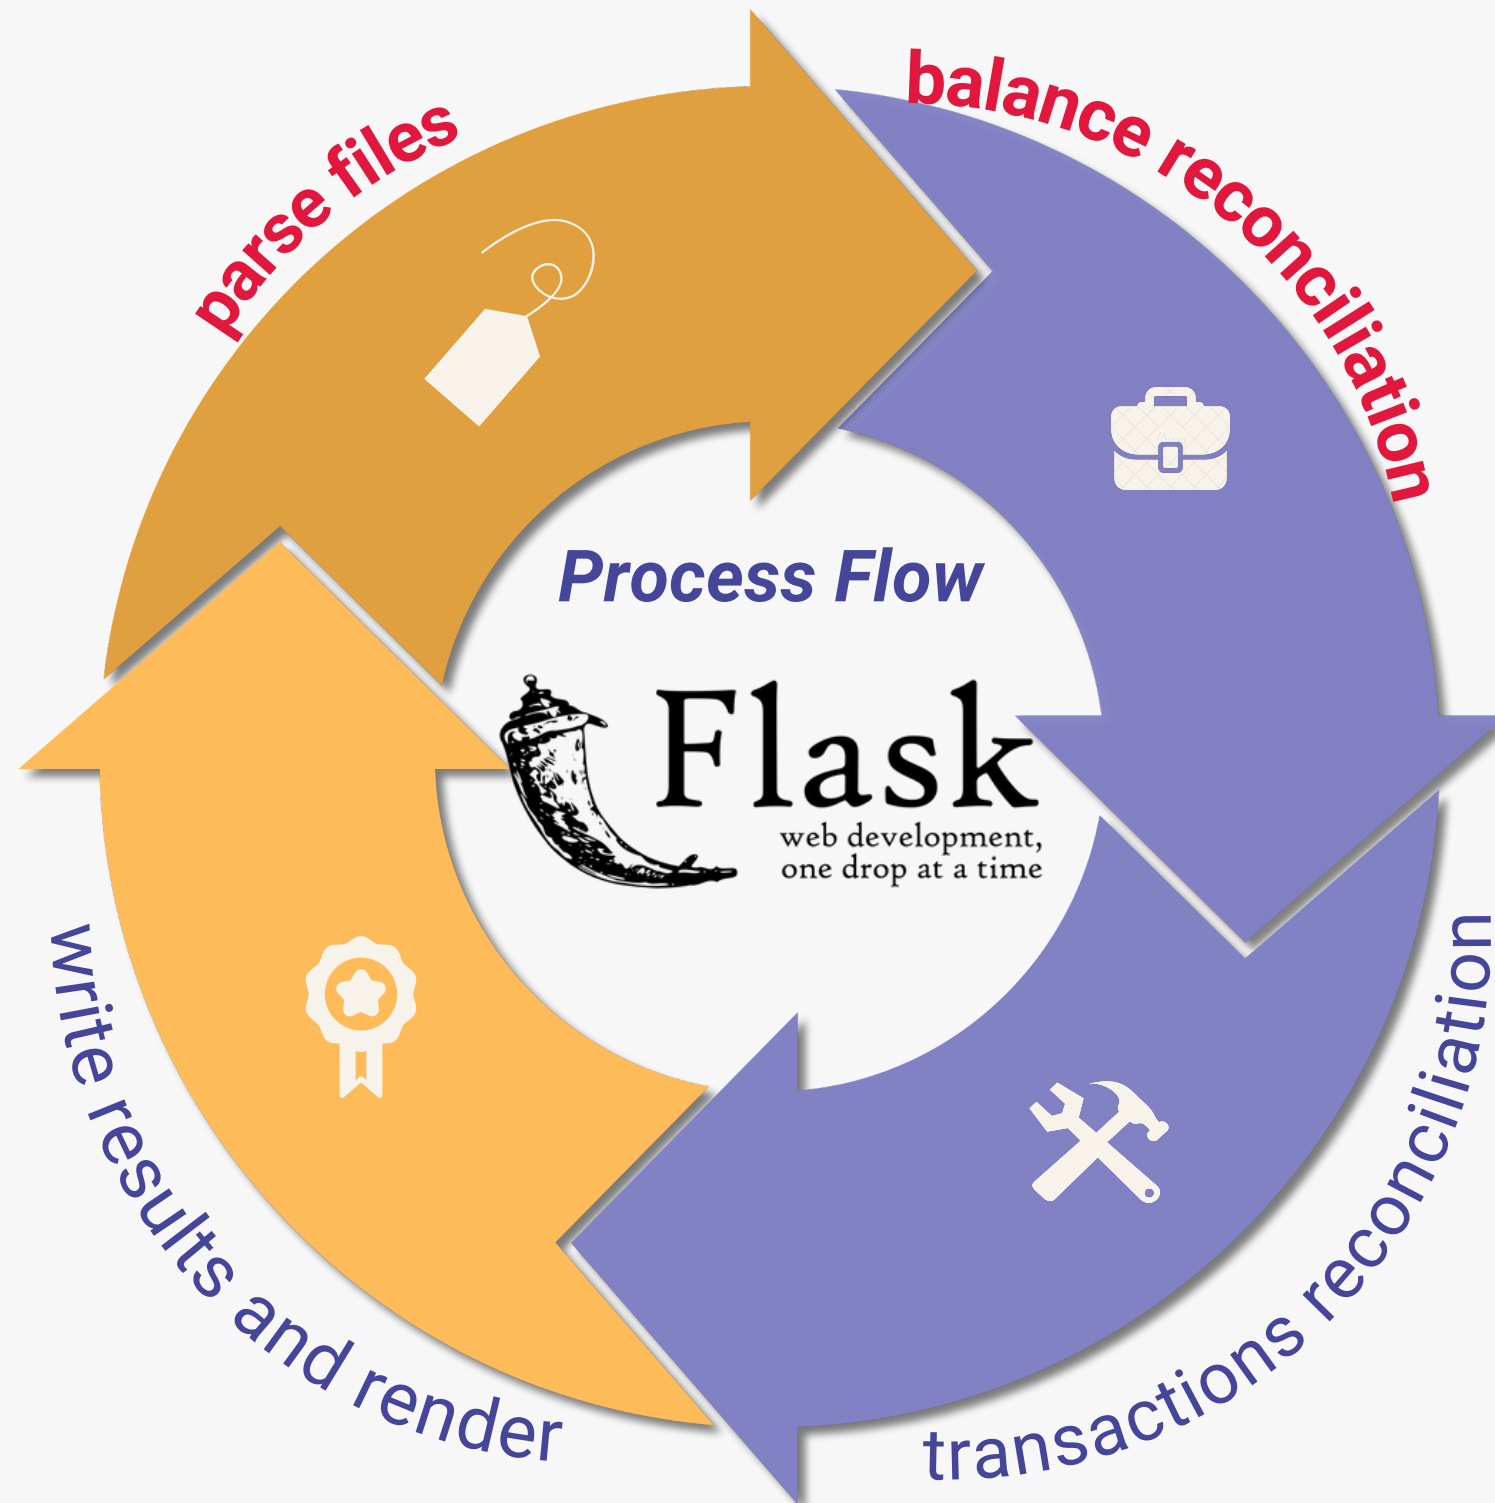 parse files
balance reconciliation
Process Flow
Flask
web development,
one drop at a time
transactions reconciliation
write results and render